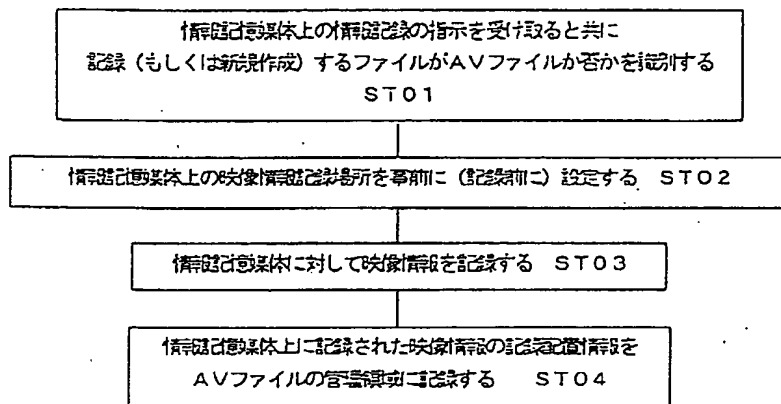 情報記憶媒体上の情報記録の指示を受け取ると共に
記録（もしくは新規作成）するファイルがAVファイルか否かを識別する
ST01
情報記憶媒体上の映像情報記録場所を事前に（記録前に）設定する ST02
情報記憶媒体に対して映像情報を記録する ST03
情報記憶媒体上に記録された映像情報の記録配置情報を
AVファイルの管理領域に記録する ST04